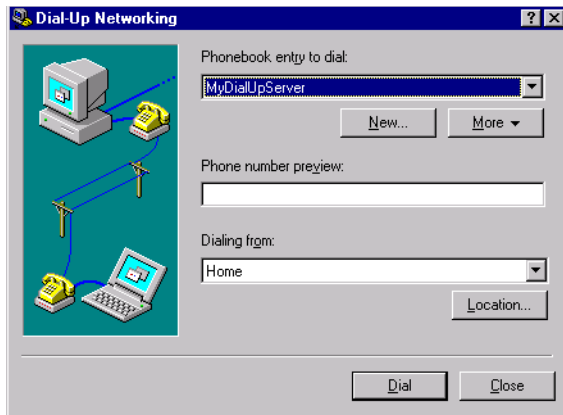 Dial-Up Networking
Phonebook entry to dial:
MyDialUpServer
New... More
Phone number preview:
Dialing from:
Home
Location...
Dial Close